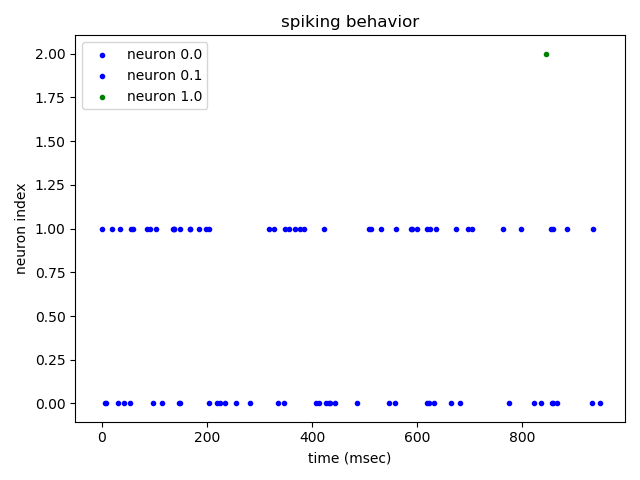 spiking behavior
neuron 0.0
neuron 0.1
neuron 1.0
2.00
1.75
1.50
1.25
1.00
0.75
0.50
0.25
0.00
neuron index
0 200 400 600 800
time (msec)